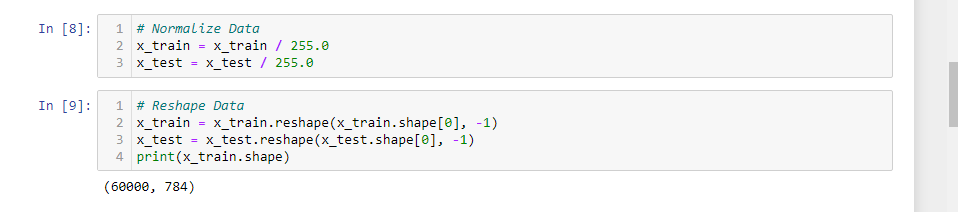 In [8]:
1 # Normalize Data
2 x_train = x_train / 255.0
3 x_test = x_test / 255.0
In [9]:
1 # Reshape Data
2 x_train = x_train.reshape(x_train.shape[0], -1)
3 x_test = x_test.reshape(x_test.shape[0], -1)
4 print(x_train.shape)
(60000, 784)